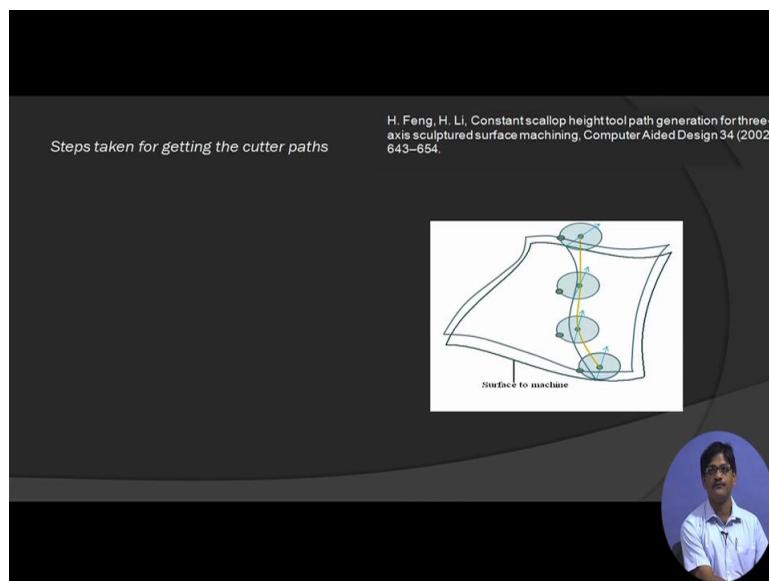 Steps taken for getting the cutter paths
H. Feng, H. Li, Constant scallop height tool path generation for three-
axis sculptured surface machining, Computer Aided Design 34 (2002
643–654.
Surface to machine